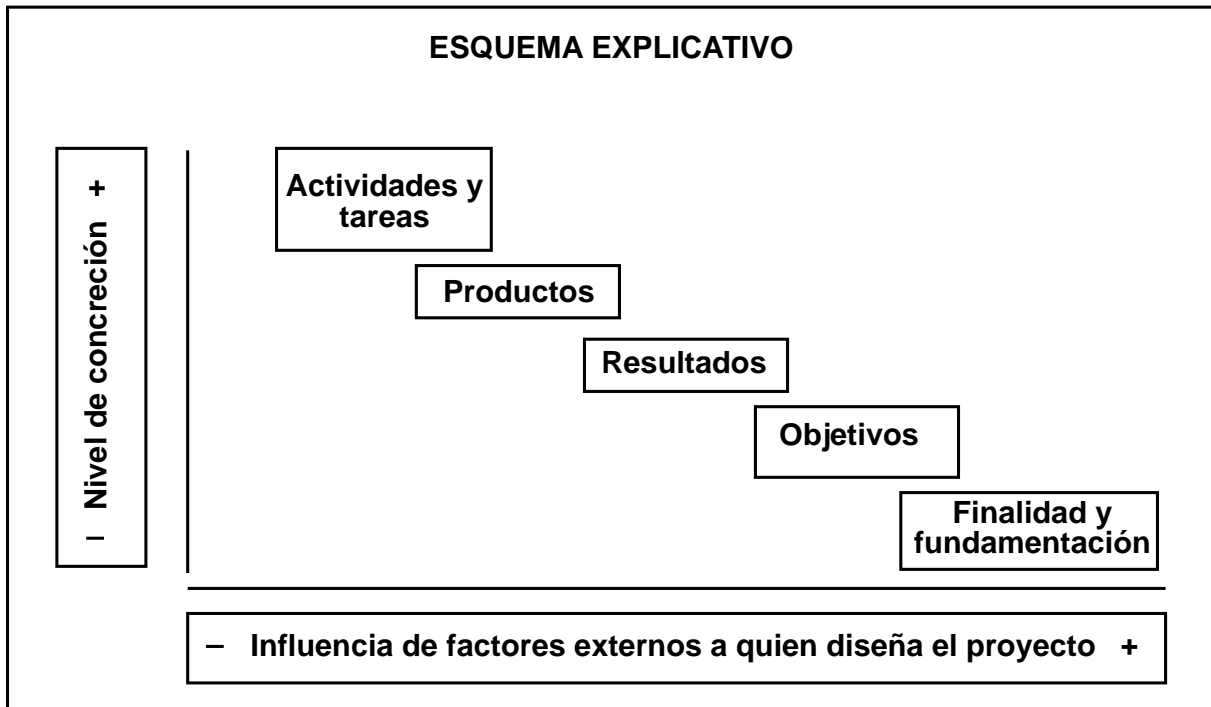 ESQUEMA EXPLICATIVO
– Nivel de concreción +
Actividades y
tareas
Productos
Resultados
Objetivos
Finalidad y
fundamentación
– Influencia de factores externos a quien diseña el proyecto +